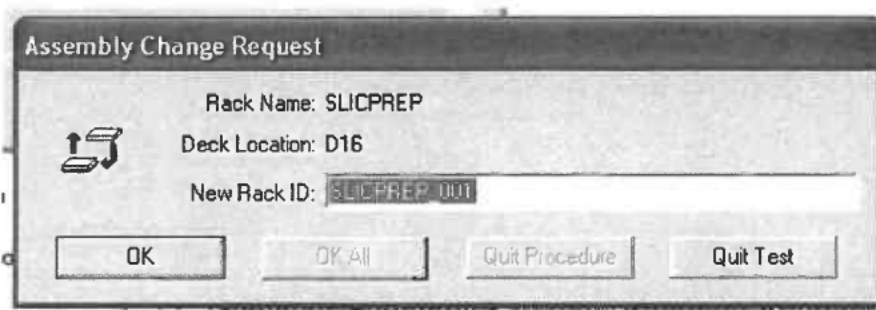 Assembly Change Request
Rack Name: SLICPREP
Deck Location: D16
New Rack ID: SLICPREP 001
OK OK All Quit Procedure Quit Test